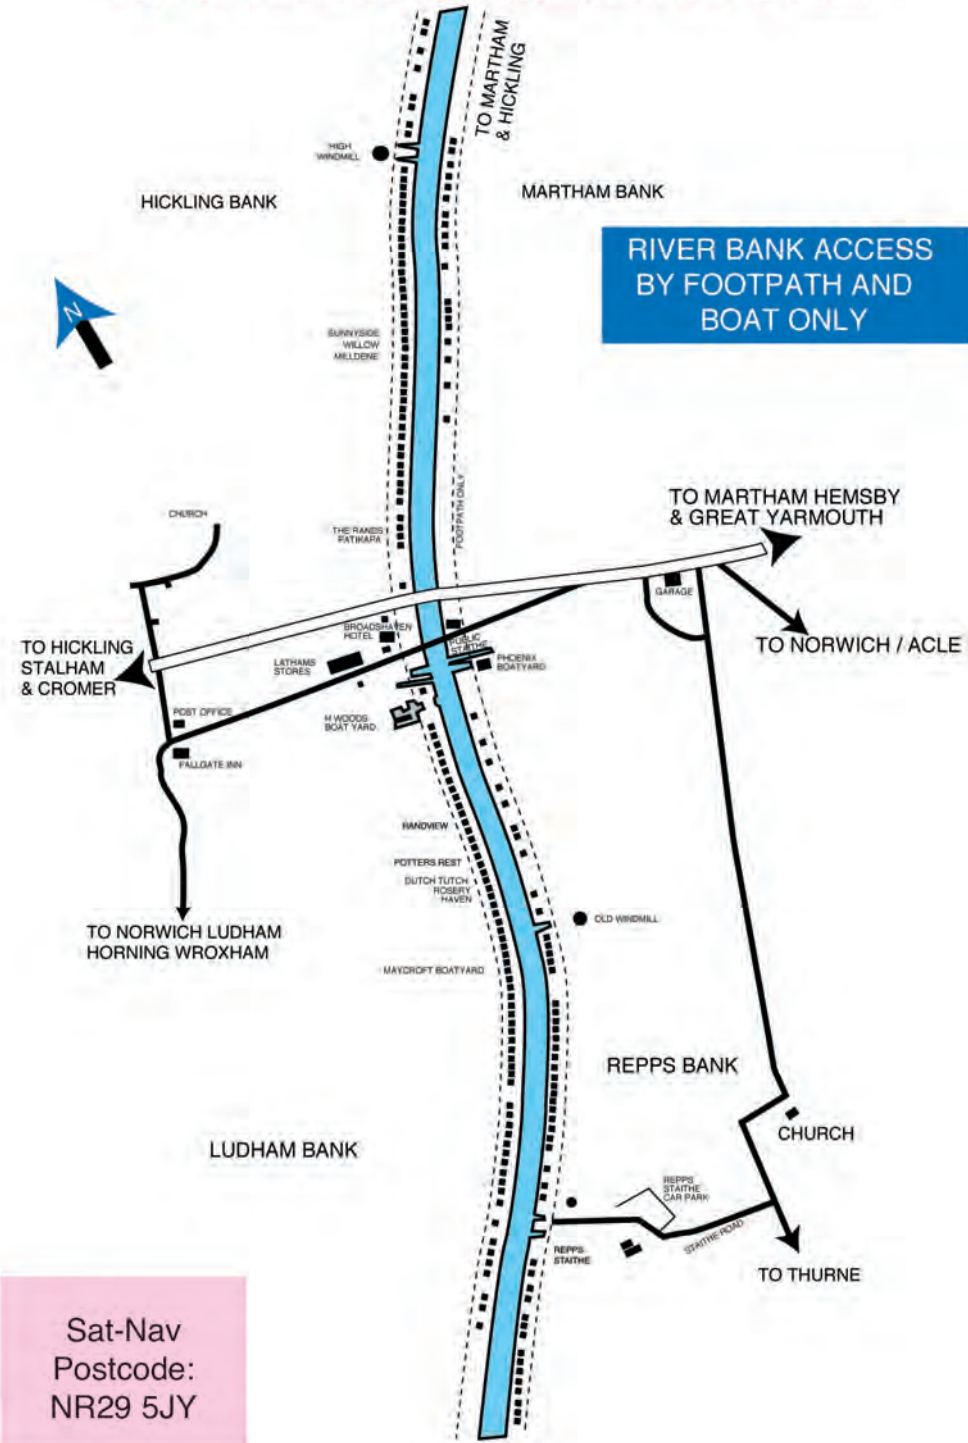 TO MARTHAM
& HICKLING
HIGH
WINDMILL
HICKLING BANK
MARTHAM BANK
RIVER BANK ACCESS
BY FOOTPATH AND
BOAT ONLY
N
SUNNYSIDE
WILLOW
MILLDENE
TO MARTHAM HEMSBY
& GREAT YARMOUTH
CHURCH
THE RANDS
PATIKAPA
FOOTPATH ONLY
GARAGE
BROADSHAVEN
HOTEL
PUBLIC
STAITHE
TO HICKLING
STALHAM
& CROMER
LATHAMS
STORES
PHOENIX
BOATYARD
TO NORWICH / ACLE
POST OFFICE
H WOODS
BOAT YARD
FALLGATE INN
RANDVIEW
POTTERS REST
DUTCH TUTCH
ROSERY
HAVEN
OLD WINDMILL
TO NORWICH LUDHAM
HORNING WROXHAM
MAYCROFT BOATYARD
REPPS BANK
CHURCH
LUDHAM BANK
REPPS
STAITHE
CAR PARK
STAITHE ROAD
REPPS
STAITHE
TO THURNE
Sat-Nav
Postcode:
NR29 5JY